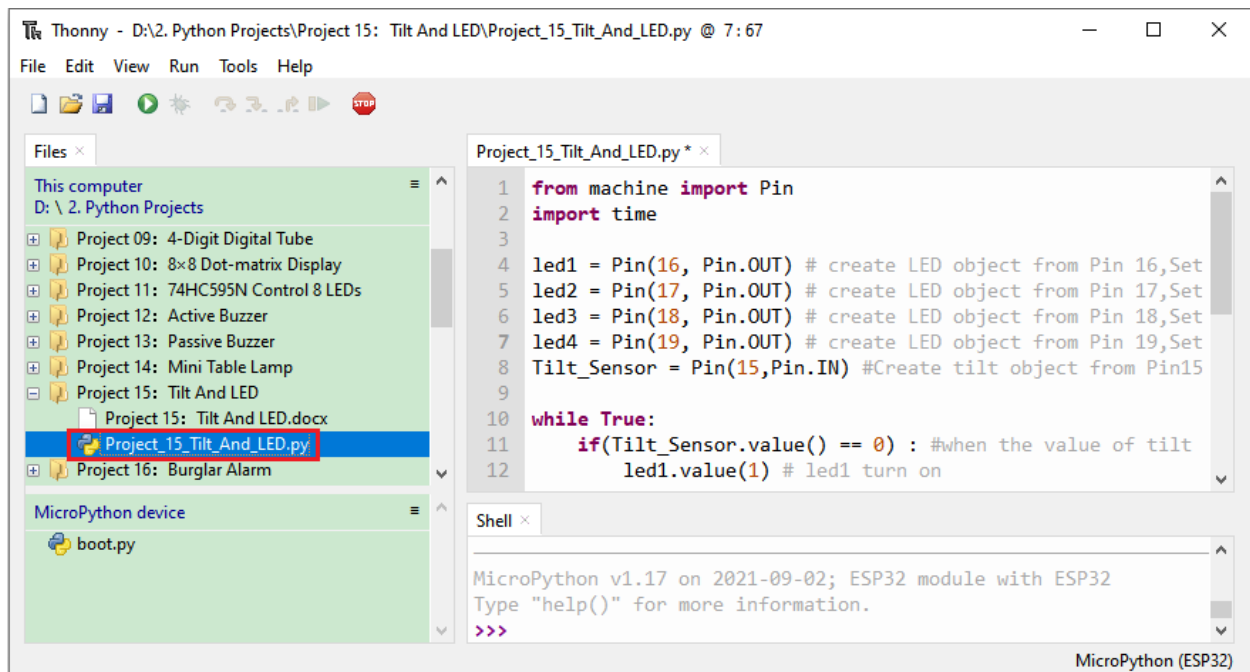 Thonny - D:\2. Python Projects\Project 15: Tilt And LED\Project_15_Tilt_And_LED.py @ 7:67
File Edit View Run Tools Help
STOP
Files
This computer
D: \ 2. Python Projects
Project 09: 4-Digit Digital Tube
Project 10: 8×8 Dot-matrix Display
Project 11: 74HC595N Control 8 LEDs
Project 12: Active Buzzer
Project 13: Passive Buzzer
Project 14: Mini Table Lamp
Project 15: Tilt And LED
Project 15: Tilt And LED.docx
Project_15_Tilt_And_LED.py
Project 16: Burglar Alarm
MicroPython device
boot.py
Project_15_Tilt_And_LED.py *
1 from machine import Pin
2 import time
3
4 led1 = Pin(16, Pin.OUT) # create LED object from Pin 16,Set
5 led2 = Pin(17, Pin.OUT) # create LED object from Pin 17,Set
6 led3 = Pin(18, Pin.OUT) # create LED object from Pin 18,Set
7 led4 = Pin(19, Pin.OUT) # create LED object from Pin 19,Set
8 Tilt_Sensor = Pin(15,Pin.IN) #Create tilt object from Pin15
9
10 while True:
11     if(Tilt_Sensor.value() == 0) : #when the value of tilt
12         led1.value(1) # led1 turn on
Shell
MicroPython v1.17 on 2021-09-02; ESP32 module with ESP32
Type "help()" for more information.
>>>
MicroPython (ESP32)